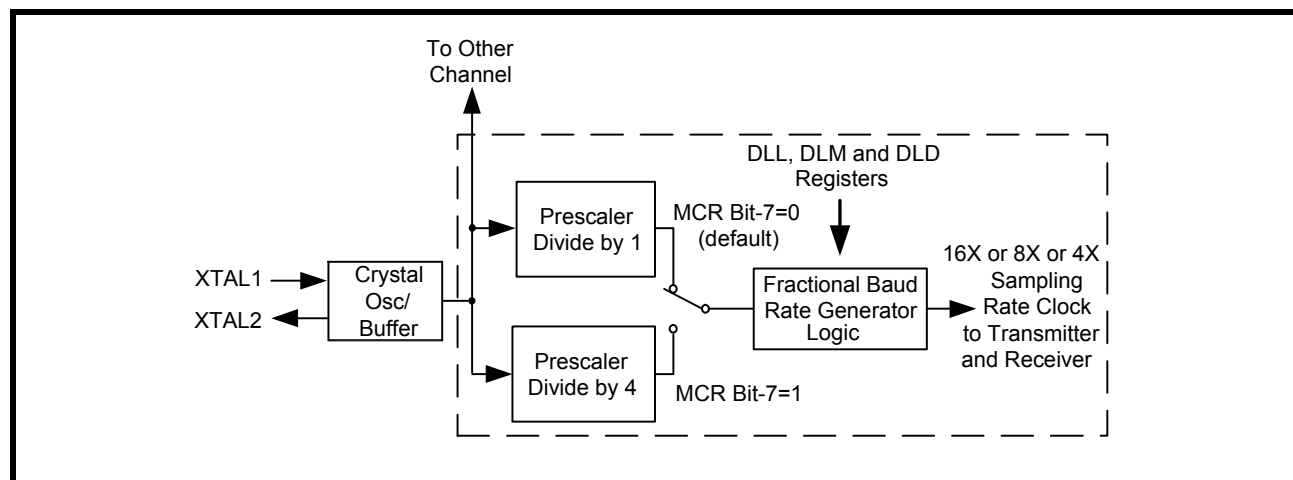 To Other
Channel
DLL, DLM and DLD
Registers
Prescaler
Divide by 1
MCR Bit-7=0
(default)
16X or 8X or 4X
Sampling
Rate Clock
to Transmitter
and Receiver
XTAL1
XTAL2
Crystal
Osc/
Buffer
Fractional Baud
Rate Generator
Logic
Prescaler
Divide by 4
MCR Bit-7=1